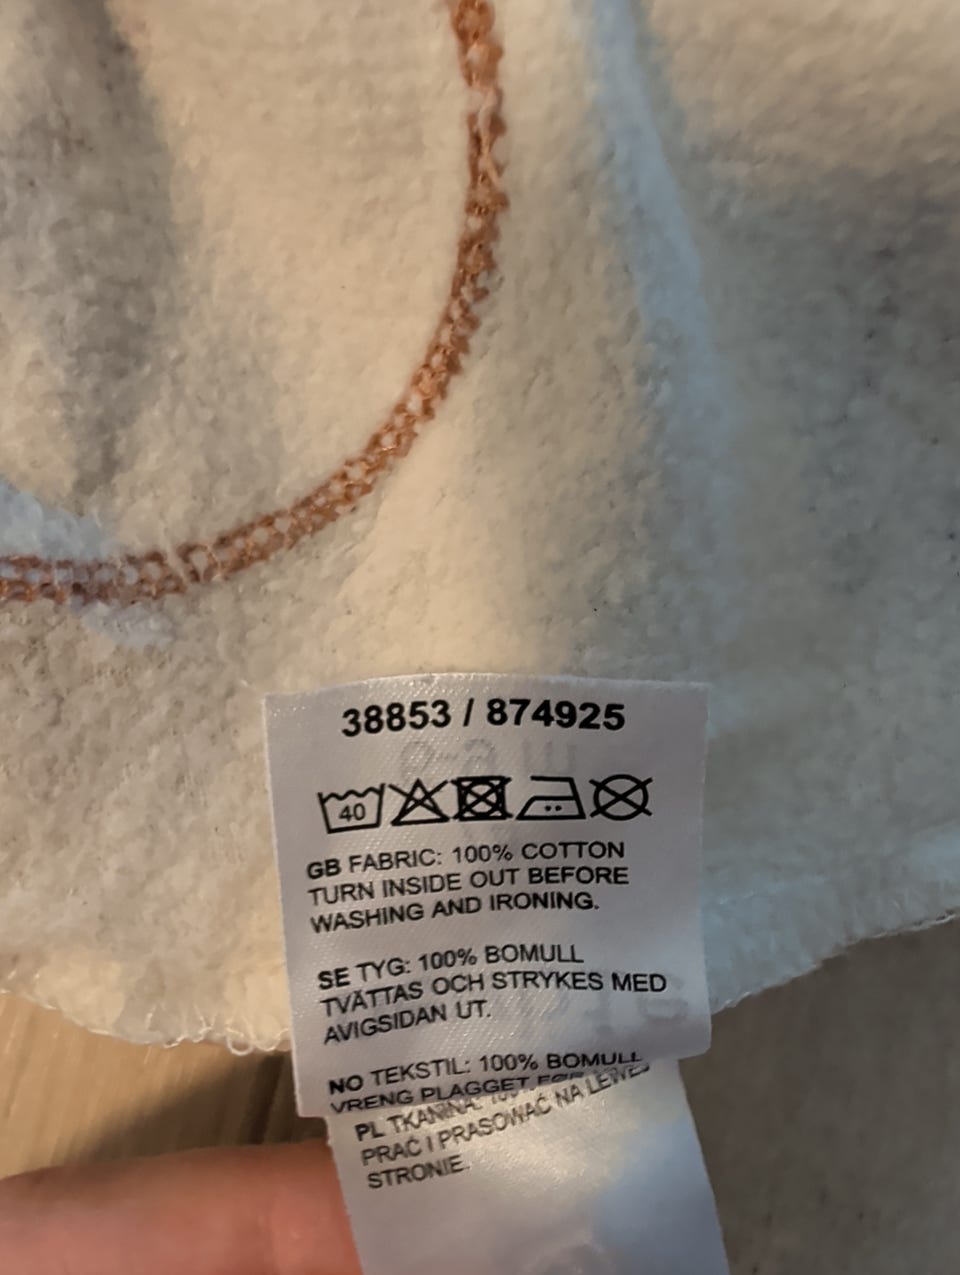 38853 / 874925
40
GB FABRIC: 100% COTTON
TURN INSIDE OUT BEFORE
WASHING AND IRONING.
SE TYG: 100% BOMULL
TVÄTTAS OCH STRYKES MED
AVIGSIDAN UT.
NO TEKSTIL: 100% BOMULL
VRENG PLAGGET FØR
PL TKANINA:
PRAĆ I PRASOWAĆ NA LEWEJ
STRONIE.